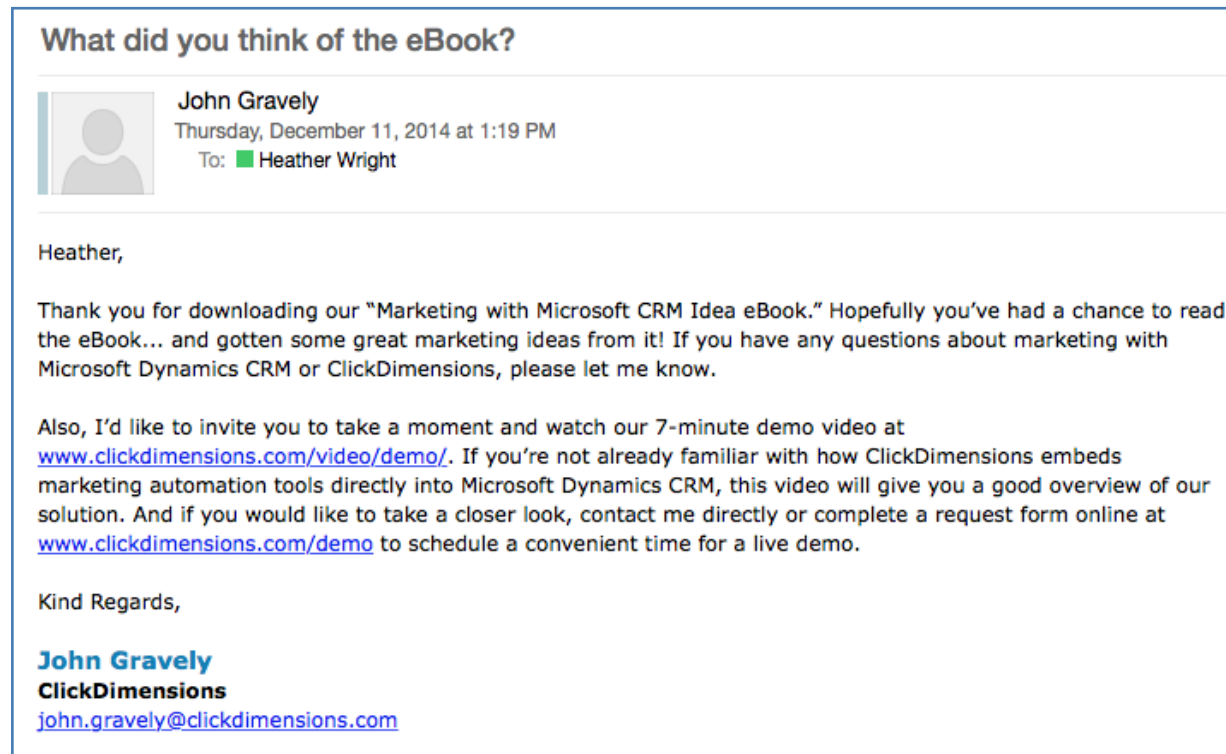 What did you think of the eBook?
John Gravely
Thursday, December 11, 2014 at 1:19 PM
To: Heather Wright
Heather,
Thank you for downloading our “Marketing with Microsoft CRM Idea eBook.” Hopefully you’ve had a chance to read
the eBook... and gotten some great marketing ideas from it! If you have any questions about marketing with
Microsoft Dynamics CRM or ClickDimensions, please let me know.
Also, I’d like to invite you to take a moment and watch our 7-minute demo video at
www.clickdimensions.com/video/demo/. If you’re not already familiar with how ClickDimensions embeds
marketing automation tools directly into Microsoft Dynamics CRM, this video will give you a good overview of our
solution. And if you would like to take a closer look, contact me directly or complete a request form online at
www.clickdimensions.com/demo to schedule a convenient time for a live demo.
Kind Regards,
John Gravely
ClickDimensions
john.gravely@clickdimensions.com